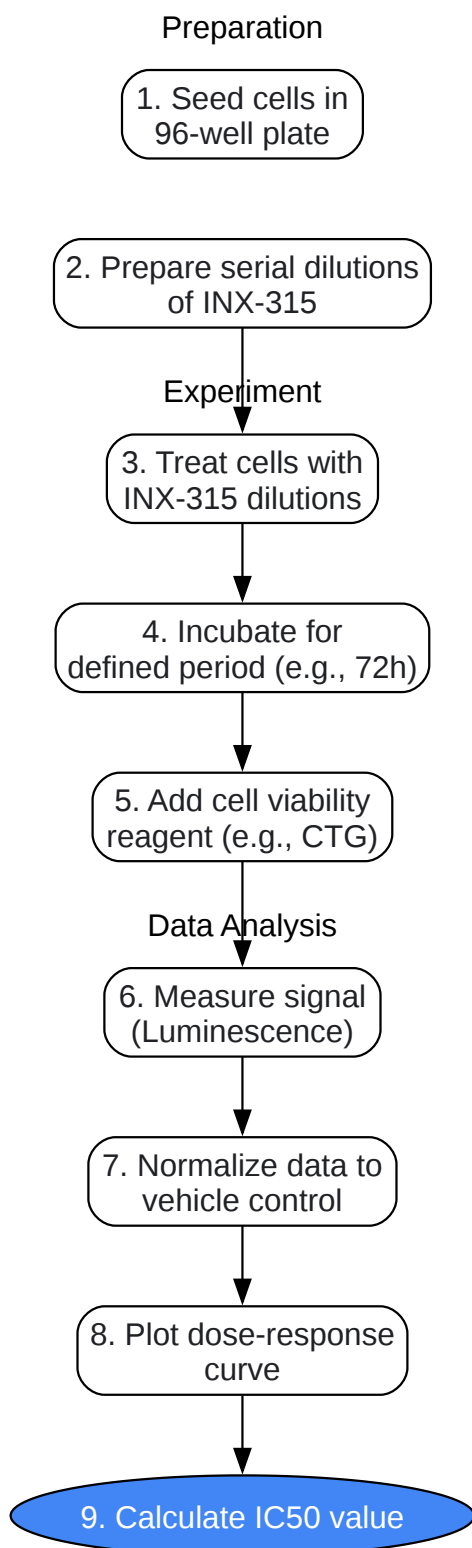 Preparation
1. Seed cells in
96-well plate
2. Prepare serial dilutions
of INX-315
Experiment
3. Treat cells with
INX-315 dilutions
4. Incubate for
defined period (e.g., 72h)
5. Add cell viability
reagent (e.g., CTG)
Data Analysis
6. Measure signal
(Luminescence)
7. Normalize data to
vehicle control
8. Plot dose-response
curve
9. Calculate IC50 value